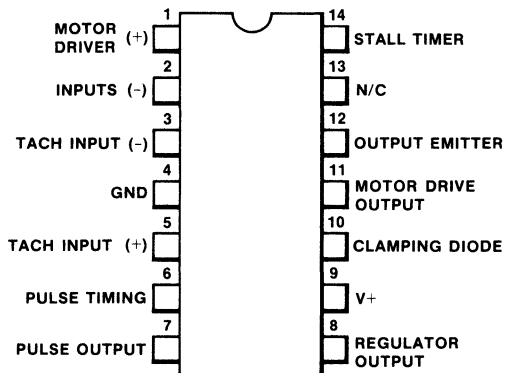 MOTOR
DRIVER (+)
1
INPUTS (-)
2
TACH INPUT (-)
3
GND
4
TACH INPUT (+)
5
PULSE TIMING
6
PULSE OUTPUT
7
14
STALL TIMER
13
N/C
12
OUTPUT EMITTER
11
MOTOR DRIVE
OUTPUT
10
CLAMPING DIODE
9
V+
8
REGULATOR
OUTPUT